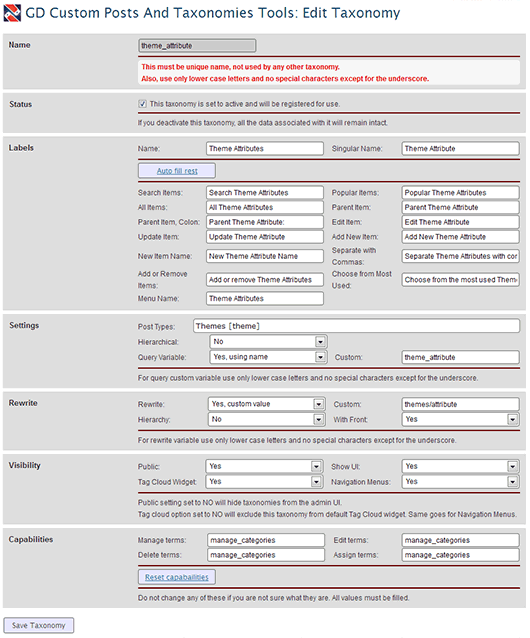 GD Custom Posts And Taxonomies Tools: Edit Taxonomy
Name
theme_attribute
This must be unique name, not used by any other taxonomy.
Also, use only lower case letters and no special characters except for the underscore.
Status
This taxonomy is set to active and will be registered for use.
If you deactivate this taxonomy, all the data associated with it will remain intact.
Labels
Name: Theme Attributes Singular Name: Theme Attribute
Auto fill rest
Search Items: Search Theme Attributes Popular Items: Popular Theme Attributes
All Items: All Theme Attributes Parent Item: Parent Theme Attribute
Parent Item, Colon: Parent Theme Attribute: Edit Item: Edit Theme Attribute
Update Item: Update Theme Attribute Add New Item: Add New Theme Attribute
New Item Name: New Theme Attribute Name Separate with Commas: Separate Theme Attributes with cor
Add or Remove Items: Add or remove Theme Attributes Choose from Most Used: Choose from the most used Them
Menu Name: Theme Attributes
Settings
Post Types: Themes [theme]
Hierarchical: No
Query Variable: Yes, using name Custom: theme_attribute
For query custom variable use only lower case letters and no special characters except for the underscore.
Rewrite
Rewrite: Yes, custom value Custom: themes/attribute
Hierarchy: No With Front: Yes
For rewrite variable use only lower case letters and no special characters except for the underscore.
Visibility
Public: Yes Show UI: Yes
Tag Cloud Widget: Yes Navigation Menus: Yes
Public setting set to NO will hide taxonomies from the admin UI.
Tag cloud option set to NO will exclude this taxonomy from default Tag Cloud widget. Same goes for Navigation Menus.
Capabilities
Manage terms: manage_categories Edit terms: manage_categories
Delete terms: manage_categories Assign terms: manage_categories
Reset capabailities
Do not change any of these if you are not sure what they are. All values must be filled.
Save Taxonomy